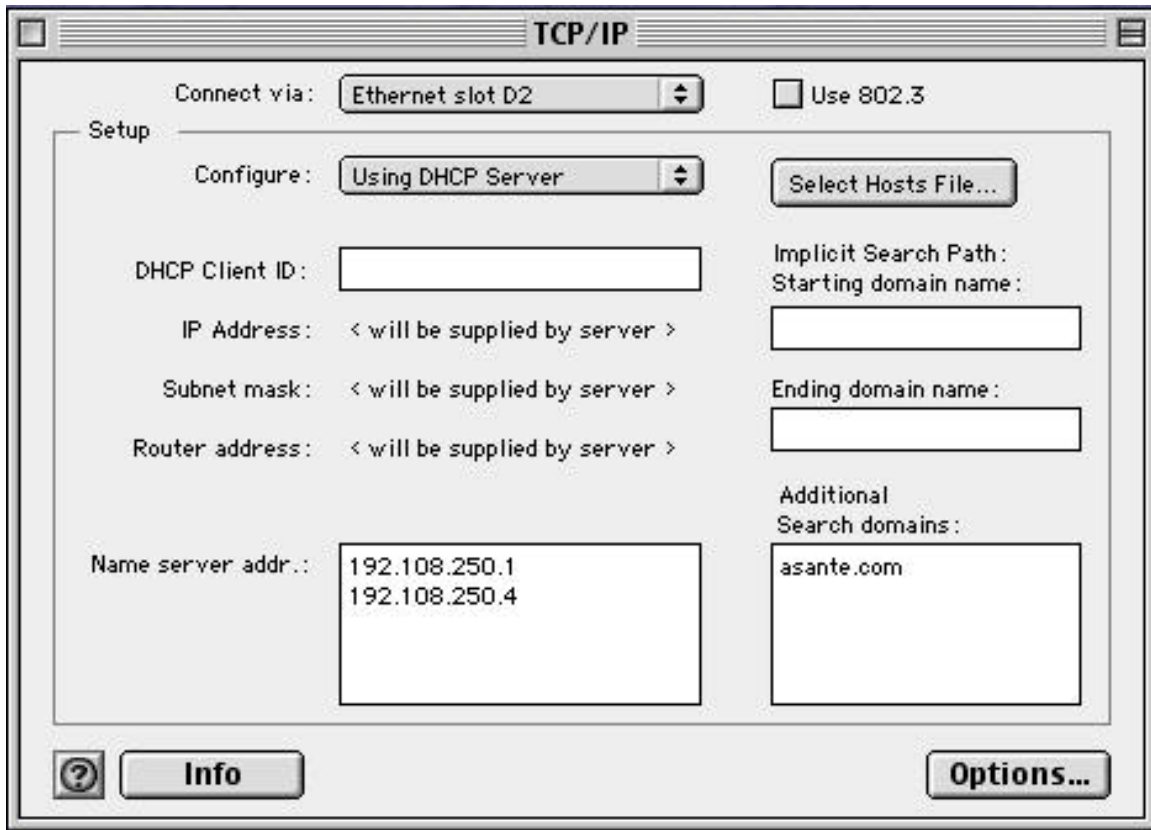 TCP/IP
Connect via: Ethernet slot D2 Use 802.3
Setup
Configure: Using DHCP Server Select Hosts File...
DHCP Client ID:
Implicit Search Path:
Starting domain name:
IP Address: < will be supplied by server >
Subnet mask: < will be supplied by server > Ending domain name:
Router address: < will be supplied by server >
Additional
Search domains:
Name server addr.: 192.108.250.1 asante.com
192.108.250.4
? Info Options...